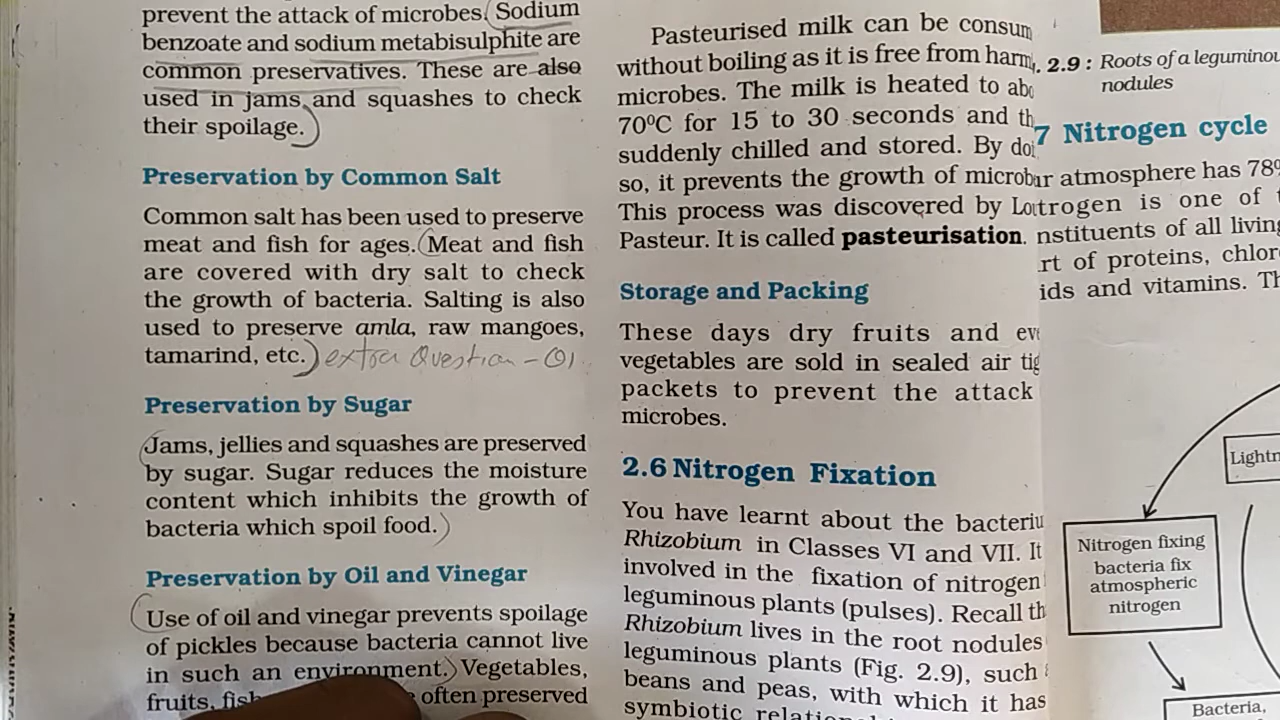 prevent the attack of microbes. Sodium
benzoate and sodium metabisulphite are
common preservatives. These are also
used in jams and squashes to check
their spoilage.
Preservation by Common Salt
Common salt has been used to preserve
meat and fish for ages. Meat and fish
are covered with dry salt to check
the growth of bacteria. Salting is also
used to preserve amla, raw mangoes,
tamarind, etc. extra Question - 01
Preservation by Sugar
Jams, jellies and squashes are preserved
by sugar. Sugar reduces the moisture
content which inhibits the growth of
bacteria which spoil food.
Preservation by Oil and Vinegar
Use of oil and vinegar prevents spoilage
of pickles because bacteria cannot live
in such an environment. Vegetables,
fruits, fish often preserved
Pasteurised milk can be consum
without boiling as it is free from harm
microbes. The milk is heated to abo
70°C for 15 to 30 seconds and th
suddenly chilled and stored. By doi
so, it prevents the growth of microb
This process was discovered by Lou
Pasteur. It is called pasteurisation.
Storage and Packing
These days dry fruits and eve
vegetables are sold in sealed air tig
packets to prevent the attack
microbes.
2.6 Nitrogen Fixation
You have learnt about the bacteriu
Rhizobium in Classes VI and VII. It
involved in the fixation of nitrogen
leguminous plants (pulses). Recall th
Rhizobium lives in the root nodules
leguminous plants (Fig. 2.9), such
beans and peas, with which it has
symbiotic
. 2.9 : Roots of a leguminou
nodules
7 Nitrogen cycle
ur atmosphere has 78%
trogen is one of
nstituents of all living
rt of proteins, chlor
ids and vitamins. Th
Lightn
Nitrogen fixing
bacteria fix
atmospheric
nitrogen
Bacteria,